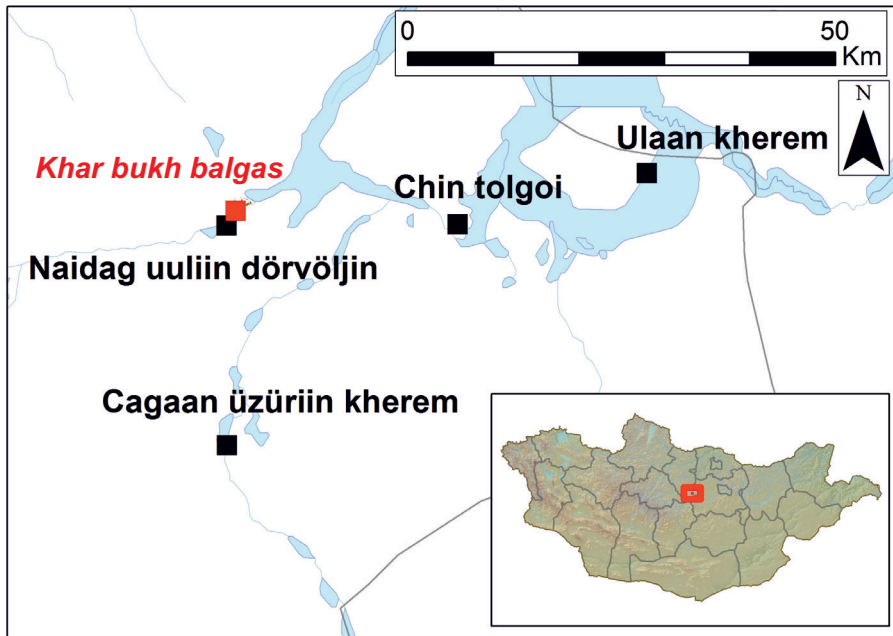 0 50
Km
N
Ulaan kherem
Khar bukh balgas
Chin tolgoi
Naidag uuliin dörvöljin
Cagaan üzüriin kherem